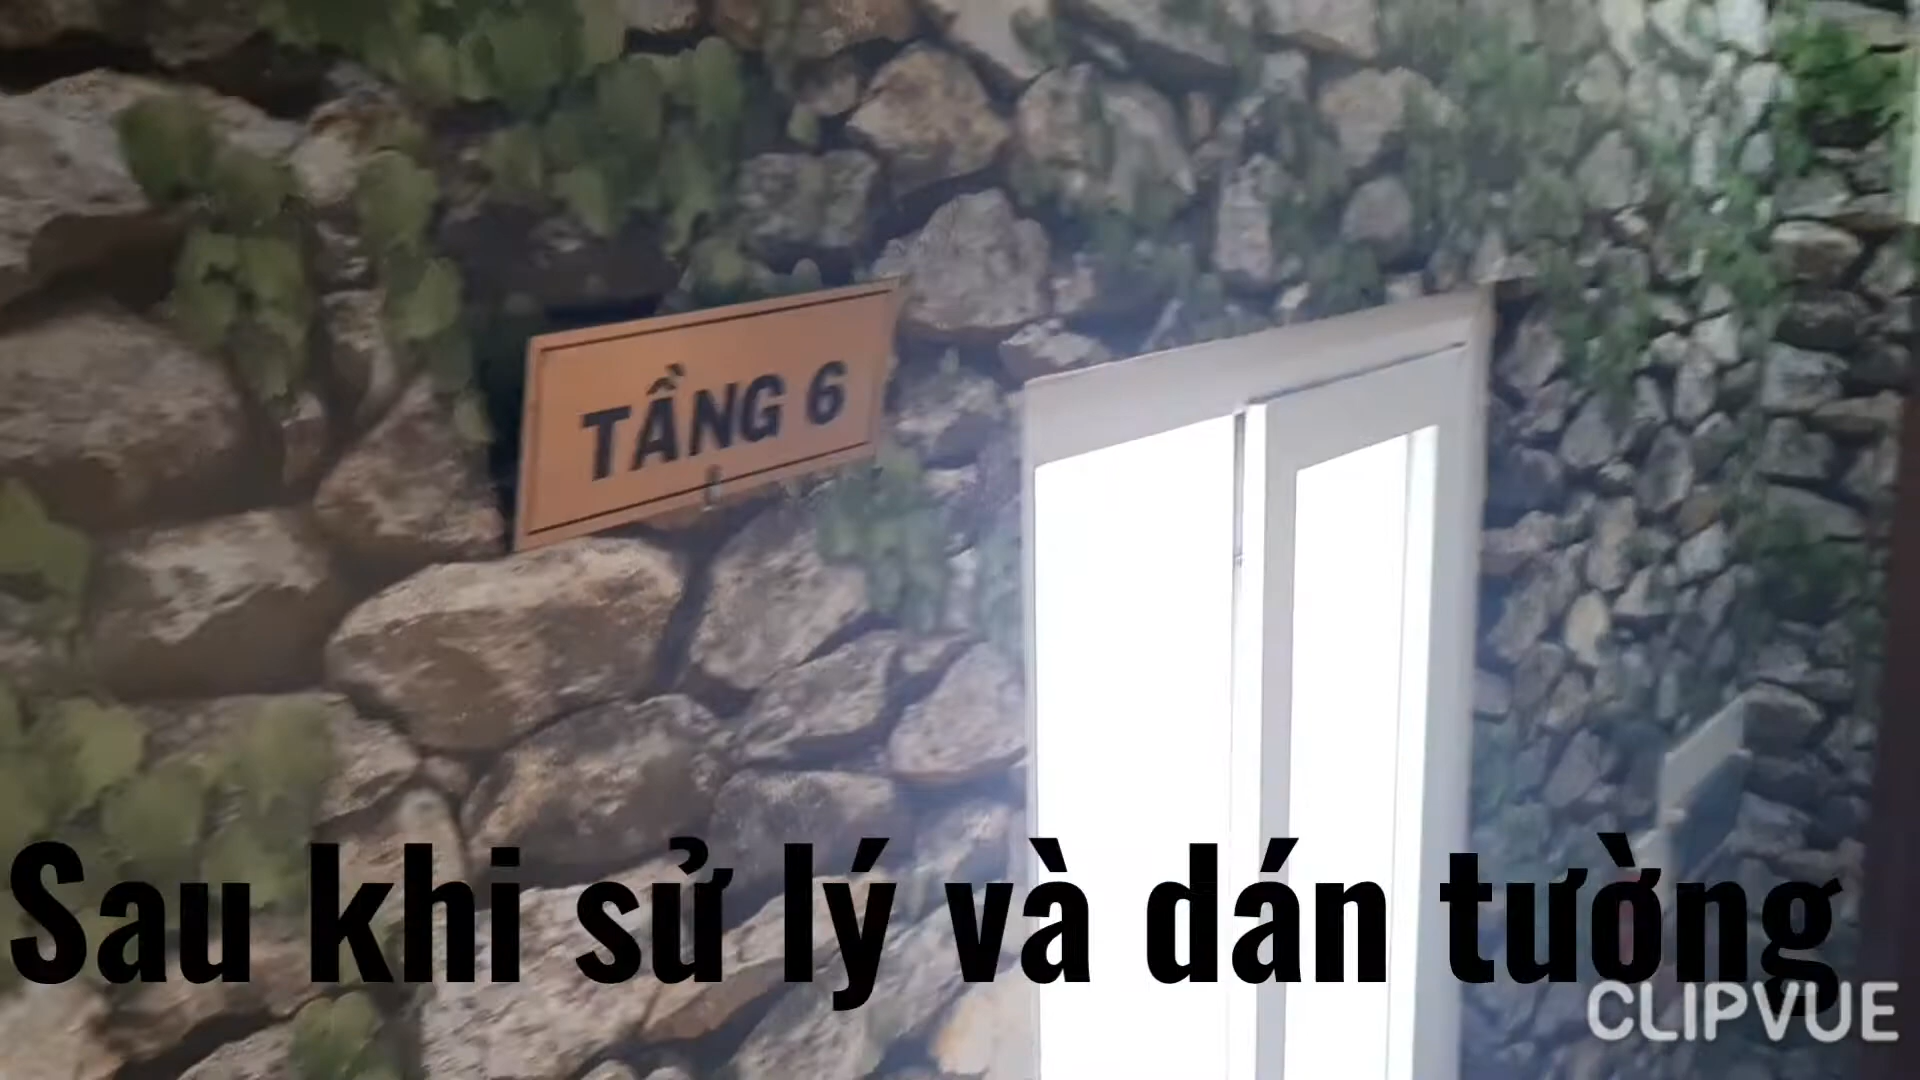 TẦNG 6
Sau khi sử lý và dán tường
CLIPVUE